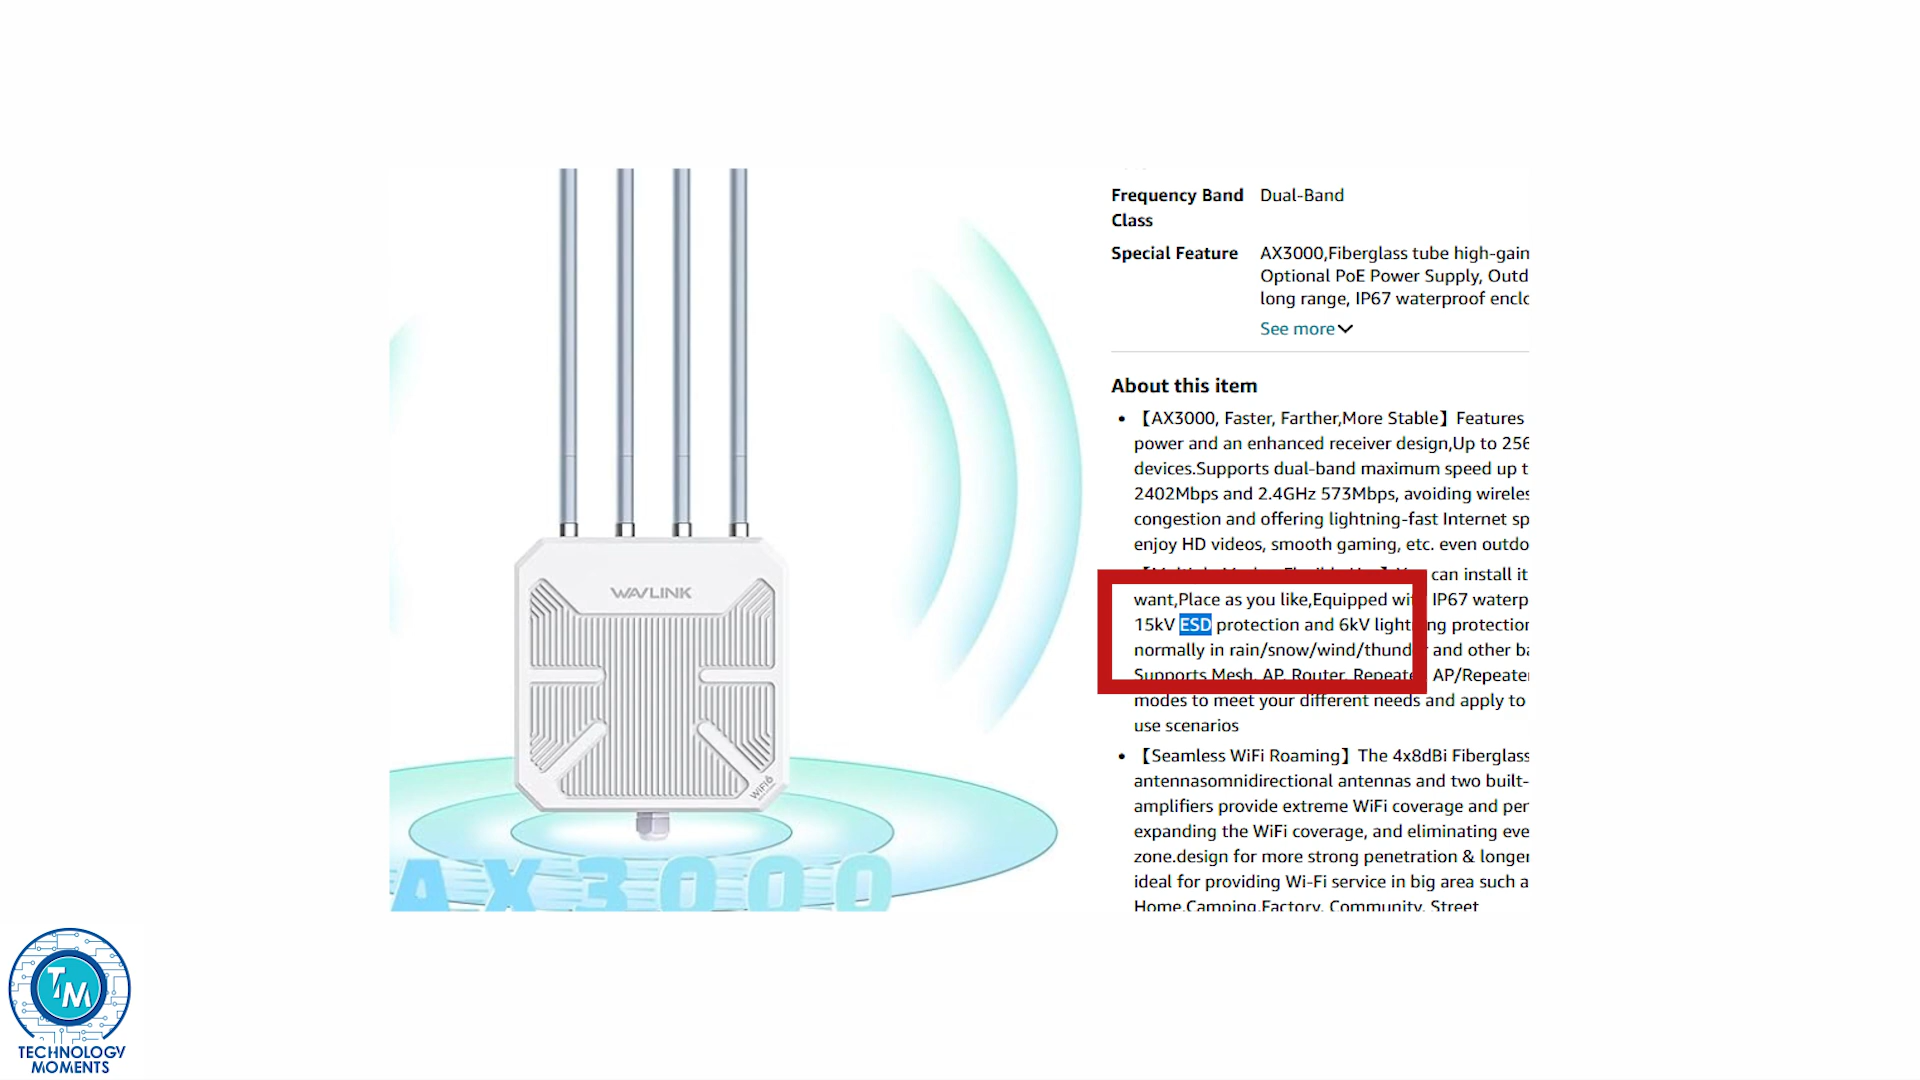 WAVLINK
WiFi6
AX3000
Frequency Band Dual-Band
Class
Special Feature AX3000,Fiberglass tube high-gain
Optional PoE Power Supply, Outd
long range, IP67 waterproof enclo
See more
About this item
• 【AX3000, Faster, Farther,More Stable】Features
power and an enhanced receiver design,Up to 256
devices.Supports dual-band maximum speed up t
2402Mbps and 2.4GHz 573Mbps, avoiding wireles
congestion and offering lightning-fast Internet sp
enjoy HD videos, smooth gaming, etc. even outdo
can install it
want,Place as you like,Equipped with IP67 waterp
15kV ESD protection and 6kV lightning protection
normally in rain/snow/wind/thunder and other ba
Supports Mesh, AP, Router, Repeater, AP/Repeater
modes to meet your different needs and apply to
use scenarios
• 【Seamless WiFi Roaming】The 4x8dBi Fiberglass
antennasomnidirectional antennas and two built-
amplifiers provide extreme WiFi coverage and per
expanding the WiFi coverage, and eliminating eve
zone.design for more strong penetration & longer
ideal for providing Wi-Fi service in big area such a
Home,Camping,Factory, Community, Street
TM
TECHNOLOGY
MOMENTS